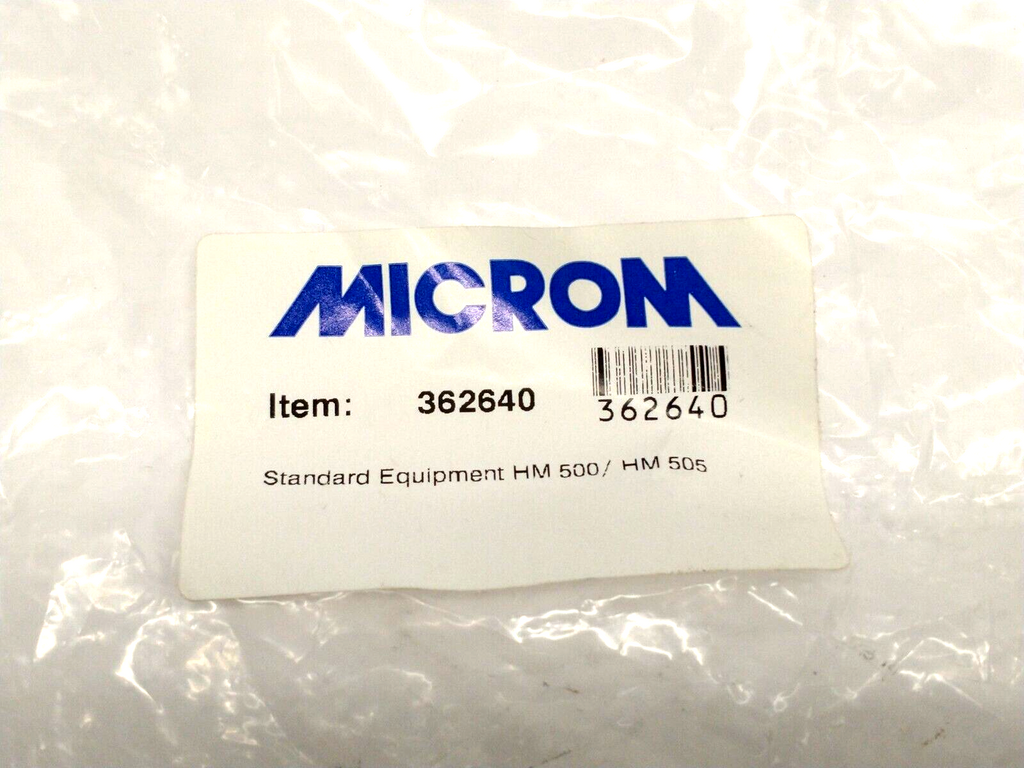 MICROM
Item: 362640
362640
Standard Equipment HM 500/ HM 505